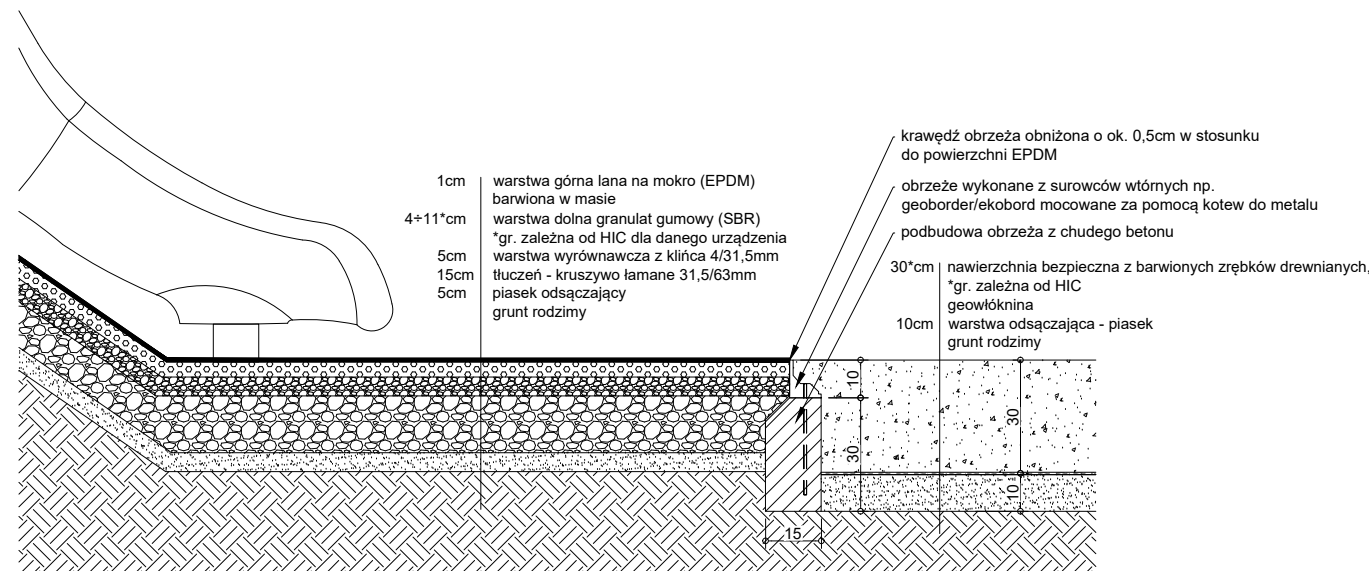 1cm warstwa górna lana na mokro (EPDM)
barwiona w masie
4÷11*cm warstwa dolna granulat gumowy (SBR)
*gr. zależna od HIC dla danego urządzenia
5cm warstwa wyrównawcza z klińca 4/31,5mm
15cm tłuczeń - kruszywo łamane 31,5/63mm
5cm piasek odsączający
grunt rodzimy
krawędź obrzeża obniżona o ok. 0,5cm w stosunku
do powierzchni EPDM
obrzeże wykonane z surowców wtórnych np.
geoborder/ekobord mocowane za pomocą kotew do metalu
podbudowa obrzeża z chudego betonu
30*cm nawierzchnia bezpieczna z barwionych zrębków drewnianych,
*gr. zależna od HIC
geowłóknina
10cm warstwa odsączająca - piasek
grunt rodzimy
10
30
30
10
15